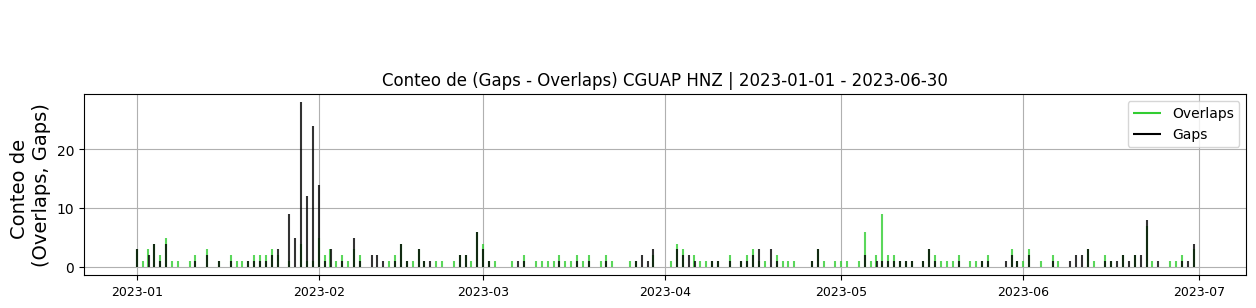 Conteo de (Gaps - Overlaps) CGUAP HNZ | 2023-01-01 - 2023-06-30
Conteo de
(Overlaps, Gaps)
20
10
0
Overlaps
Gaps
2023-01
2023-02
2023-03
2023-04
2023-05
2023-06
2023-07